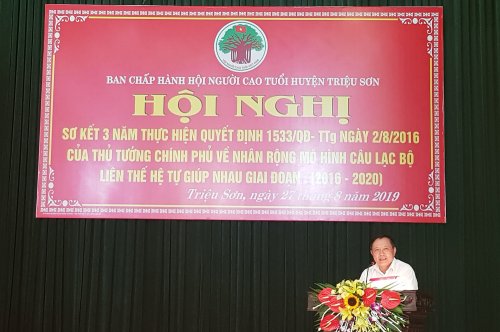 BAN CHẤP HÀNH HỘI NGƯỜI CAO TUỔI HUYỆN TRIỆU SƠN
HỘI NGHỊ
SƠ KẾT 3 NĂM THỰC HIỆN QUYẾT ĐỊNH 1533/QĐ- TTg NGÀY 2/8/2016
CỦA THỦ TƯỚNG CHÍNH PHỦ VỀ NHÂN RỘNG MÔ HÌNH CÂU LẠC BỘ
LIÊN THẾ HỆ TỰ GIÚP NHAU GIAI ĐOẠN (2016 - 2020)
Triệu Sơn, ngày 27 tháng 8 năm 2019